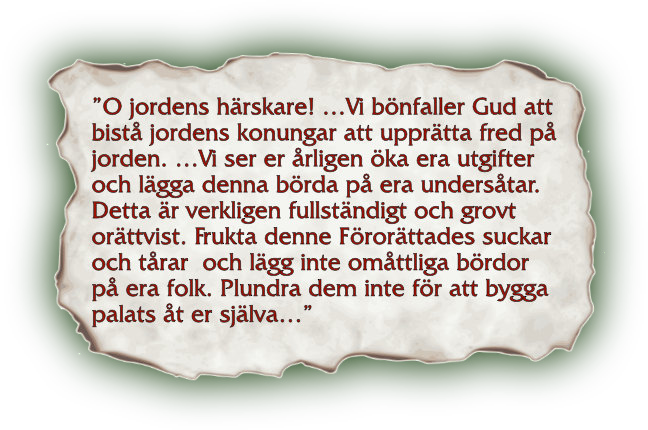 ”O jordens härskare! …Vi bönfaller Gud att
bistå jordens konungar att upprätta fred på
jorden. …Vi ser er årligen öka era utgifter
och lägga denna börda på era undersåtar.
Detta är verkligen fullständigt och grovt
orättvist. Frukta denne Förorättades suckar
och tårar  och lägg inte omåttliga bördor
på era folk. Plundra dem inte för att bygga
palats åt er själva…”